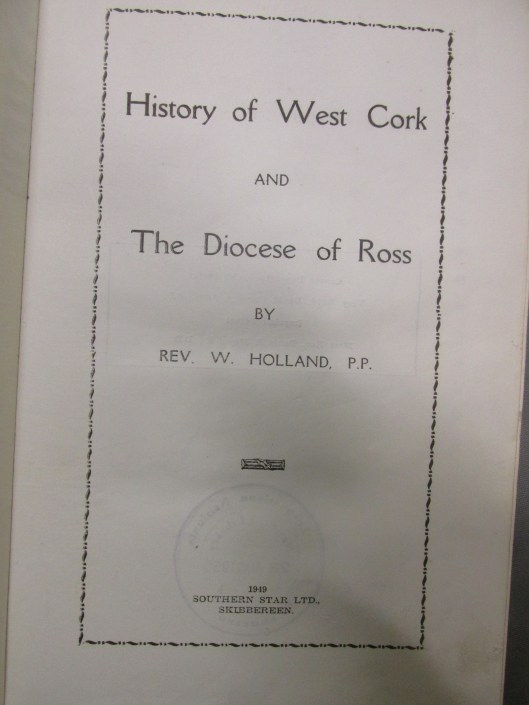 History of West Cork
AND
The Diocese of Ross
BY
REV. W. HOLLAND, P.P.
1949
SOUTHERN STAR LTD.,
SKIBBEREEN.